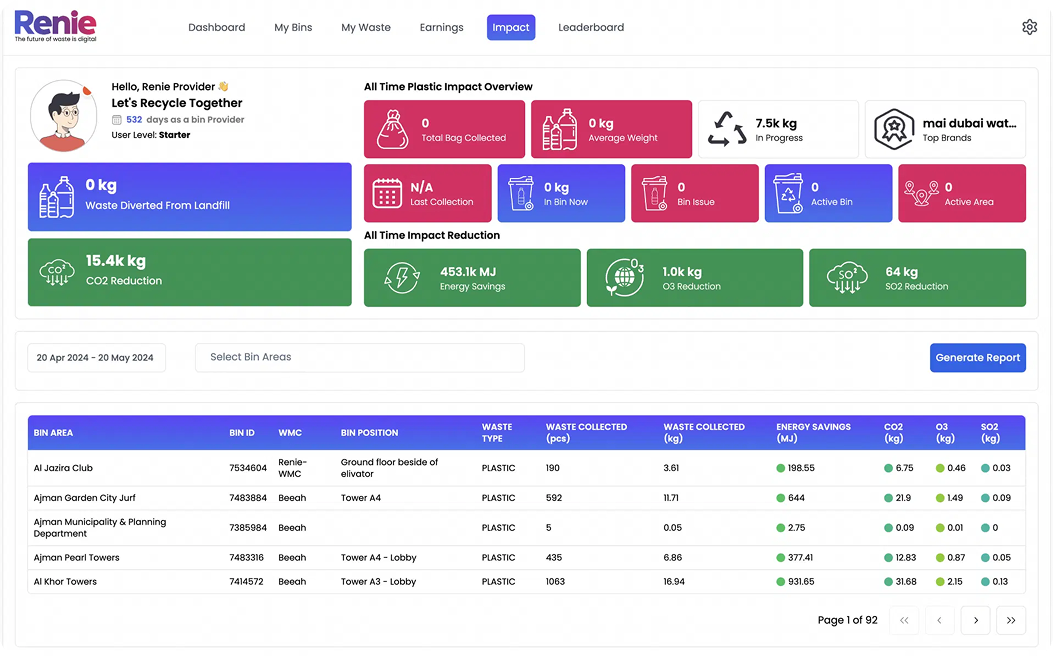 Renie
The future of waste is digital
Dashboard
My Bins
My Waste
Earnings
Impact
Leaderboard
Hello, Renie Provider 👋
Let's Recycle Together
532 days as a bin Provider
User Level: Starter
0 kg
Waste Diverted From Landfill
CO²
15.4k kg
CO2 Reduction
All Time Plastic Impact Overview
0
Total Bag Collected
0 kg
Average Weight
7.5k kg
In Progress
mai dubai wat...
Top Brands
N/A
Last Collection
0 kg
In Bin Now
0
Bin Issue
0
Active Bin
0
Active Area
All Time Impact Reduction
453.1k MJ
Energy Savings
O3
1.0k kg
O3 Reduction
SO²
64 kg
SO2 Reduction
20 Apr 2024 - 20 May 2024
Select Bin Areas
Generate Report
BIN AREA BIN ID WMC BIN POSITION WASTE TYPE WASTE COLLECTED (pcs) WASTE COLLECTED (kg) ENERGY SAVINGS (MJ) CO2 (kg) O3 (kg) SO2 (kg)
Al Jazira Club 7534604 Renie-WMC Ground floor beside of elivator PLASTIC 190 3.61 198.55 6.75 0.46 0.03
Ajman Garden City Jurf 7483884 Beeah Tower A4 PLASTIC 592 11.71 644 21.9 1.49 0.09
Ajman Municipality & Planning Department 7385984 Beeah PLASTIC 5 0.05 2.75 0.09 0.01 0
Ajman Pearl Towers 7483316 Beeah Tower A4 - Lobby PLASTIC 435 6.86 377.41 12.83 0.87 0.05
Al Khor Towers 7414572 Beeah Tower A3 - Lobby PLASTIC 1063 16.94 931.65 31.68 2.15 0.13
Page 1 of 92